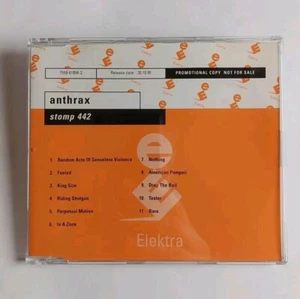 7559-61856-2 Release date: 23.10.95 PROMOTIONAL COPY NOT FOR SALE
anthrax
stomp 442
1 Random Acts Of Senseless Violence
2 Fueled
3 King Size
4 Riding Shotgun
5 Perpetual Motion
6 In A Zone
7 Nothing
8 American Pompeii
9 Drop The Ball
10 Tester
11 Bare
Elektra